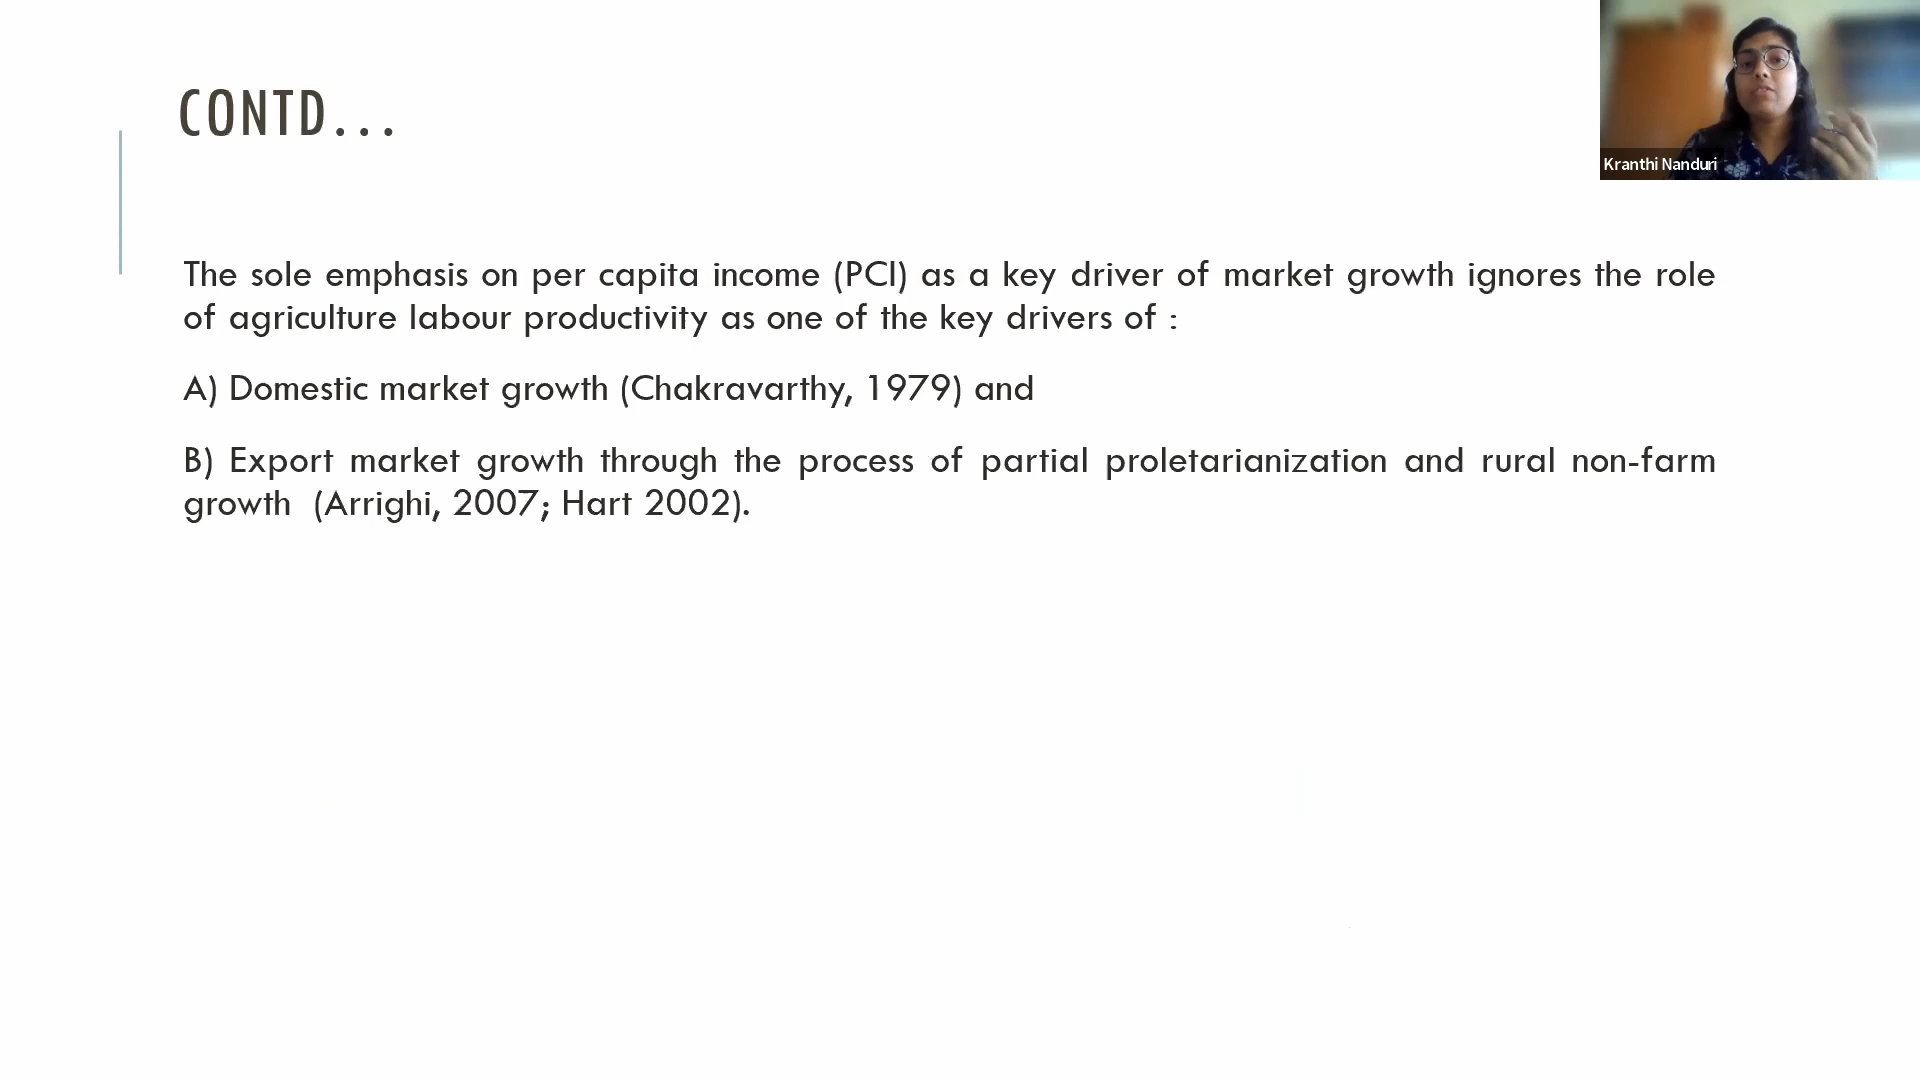 CONTD...
Kranthi Nanduri
The sole emphasis on per capita income (PCI) as a key driver of market growth ignores the role
of agriculture labour productivity as one of the key drivers of :
A) Domestic market growth (Chakravarthy, 1979) and
B) Export market growth through the process of partial proletarianization and rural non-farm
growth (Arrighi, 2007; Hart 2002).